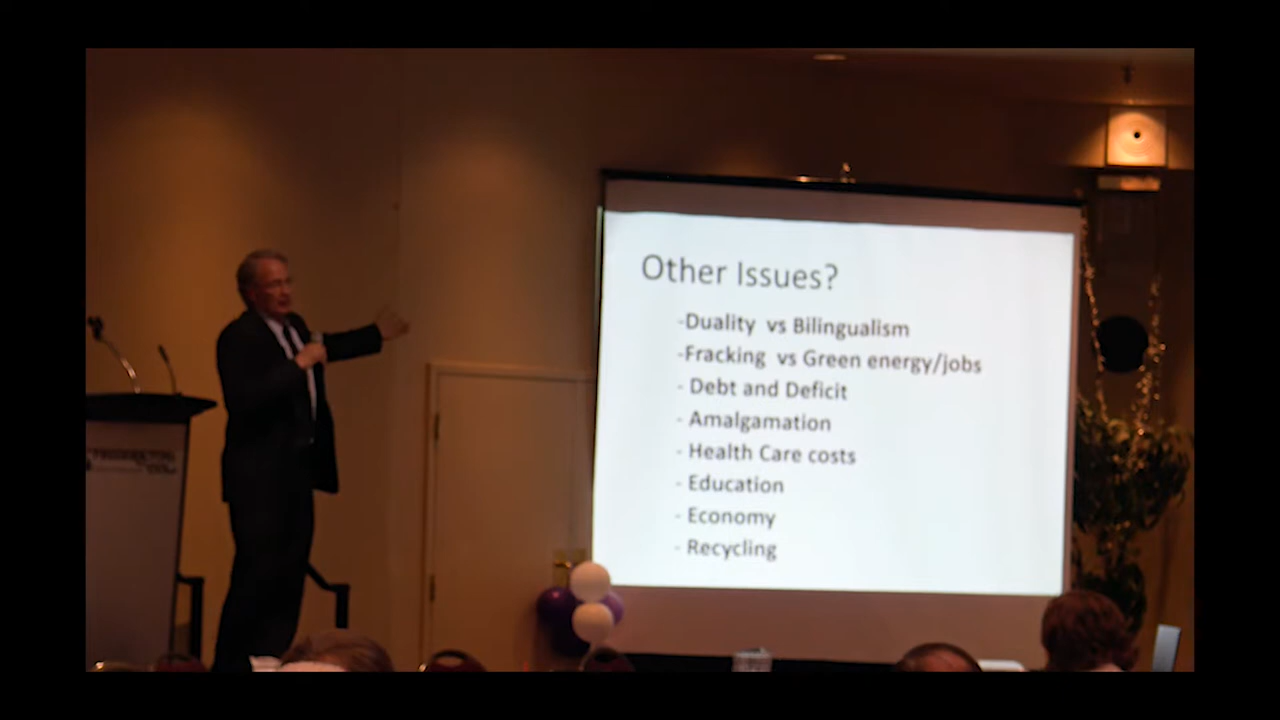 Other Issues?
-Duality vs Bilingualism
-Fracking vs Green energy/jobs
- Debt and Deficit
- Amalgamation
- Health Care costs
- Education
- Economy
- Recycling